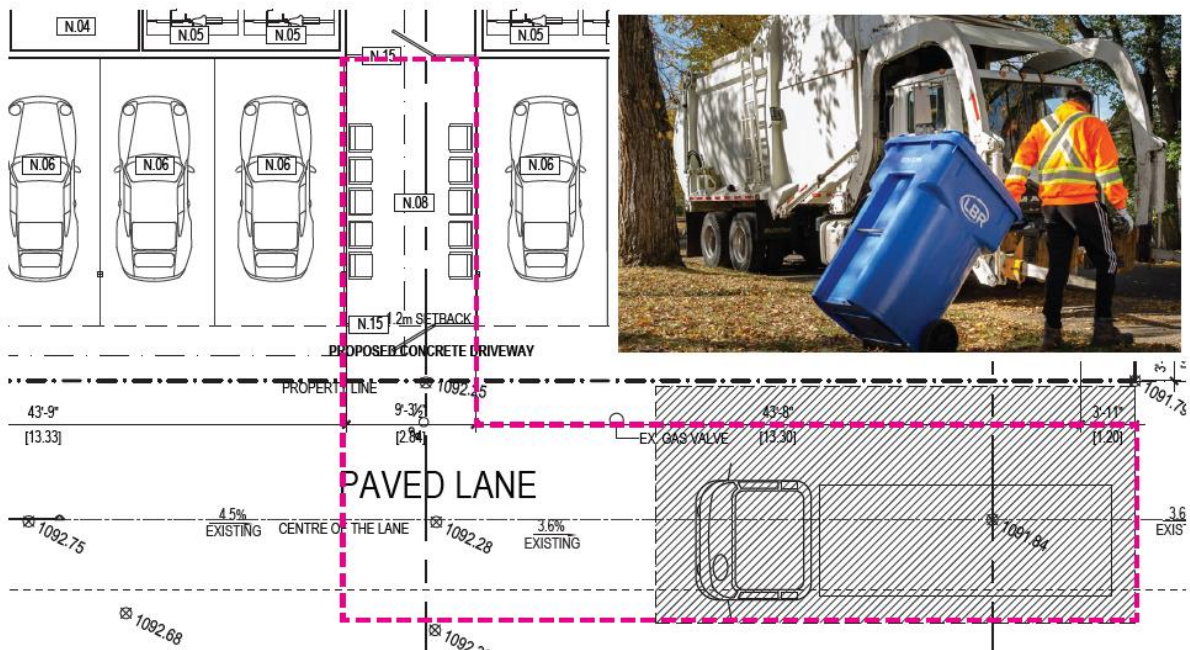 N.04
N.05
N.05
N.05
N.15
N.06
N.06
N.06
N.06
N.08
N.15
1.2m SETBACK
PROPOSED CONCRETE DRIVEWAY
PROPERTY LINE
1092.25
1091.79
43'-9"
[13.33]
9'-3½"
[2.84]
43'-8"
[13.30]
3'-11"
[1.20]
EX. GAS VALVE
PAVED LANE
4.5%
EXISTING
CENTRE OF THE LANE
3.6%
EXISTING
3.6
1092.75
1092.28
1091.84
1092.68
LBR